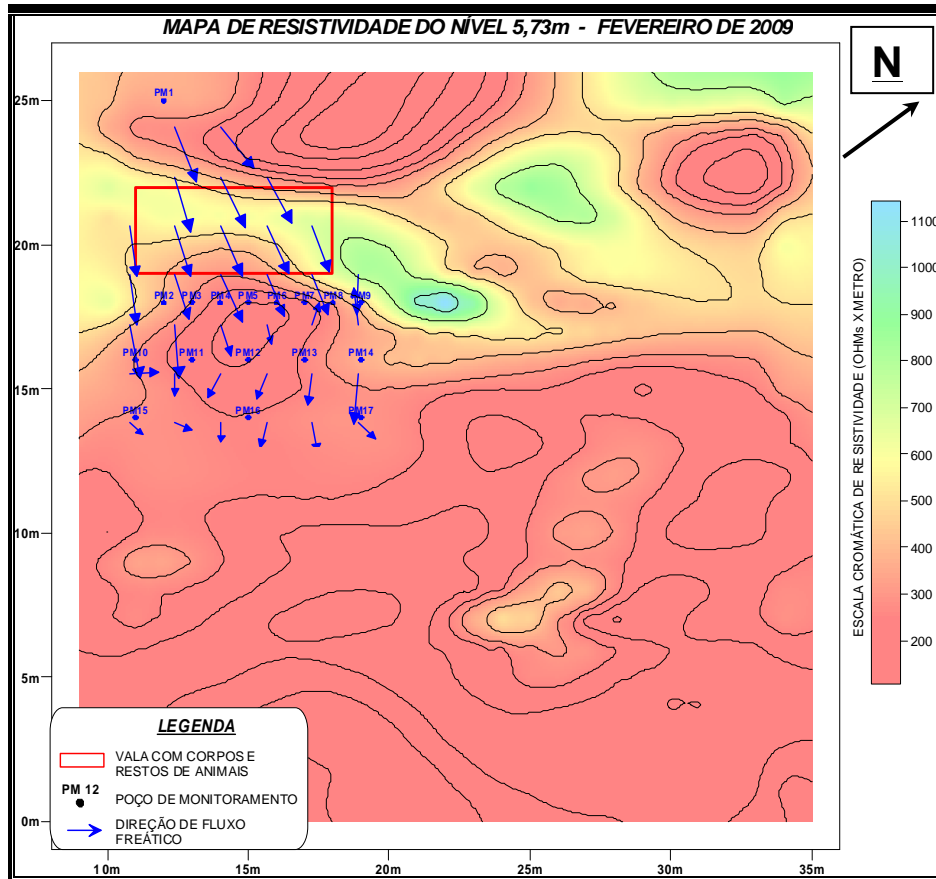 MAPA DE RESISTIVIDADE DO NÍVEL 5,73m - FEVEREIRO DE 2009
N
25m
20m
15m
10m
5m
0m
PM1
PM2 PM3 PM4 PM5 PM6 PM7 PM8 PM9
PM10 PM11 PM12 PM13 PM14
PM15 PM16 PM17
ESCALA CROMÁTICA DE RESISTIVIDADE (OHMs X METRO)
1100
1000
900
800
700
600
500
400
300
200
LEGENDA
VALA COM CORPOS E
RESTOS DE ANIMAIS
PM 12
POÇO DE MONITORAMENTO
DIREÇÃO DE FLUXO
FREÁTICO
10m 15m 20m 25m 30m 35m